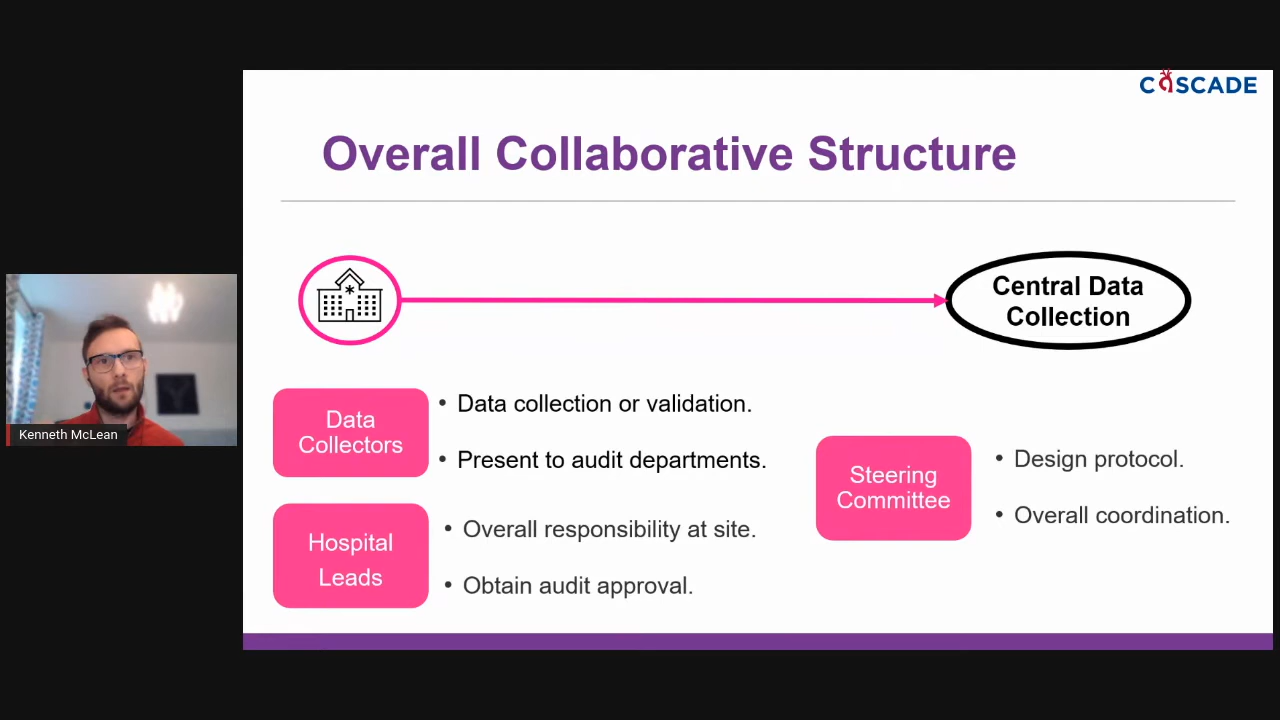 CASCADE
Overall Collaborative Structure
Central Data
Collection
Data
Collectors
• Data collection or validation.
• Present to audit departments.
Hospital
Leads
• Overall responsibility at site.
• Obtain audit approval.
Steering
Committee
• Design protocol.
• Overall coordination.
Kenneth McLean